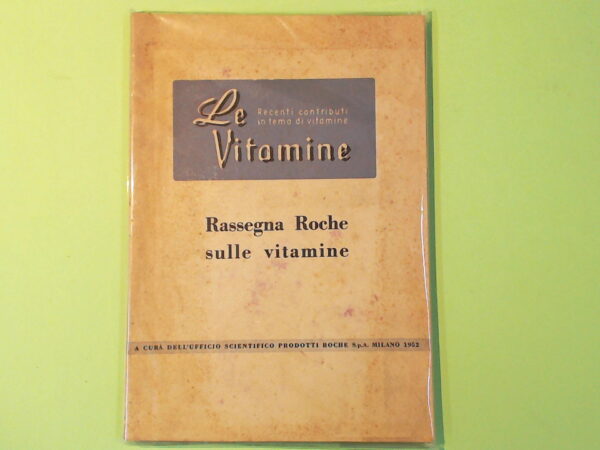 Le
Recenti contributi
in tema di vitamine
Vitamine
Rassegna Roche
sulle vitamine
A CURA DELL'UFFICIO SCIENTIFICO PRODOTTI ROCHE S.p.A. MILANO 1952